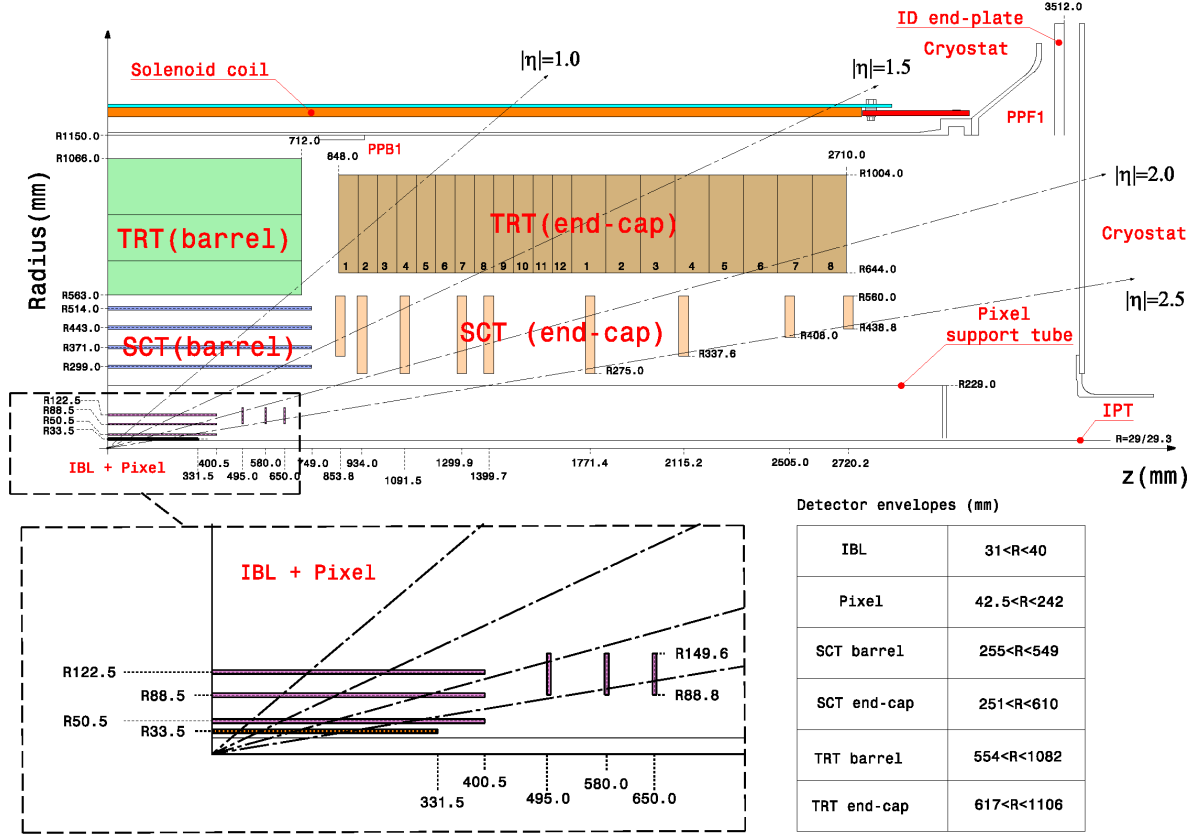 3512.0
ID end-plate
Cryostat
|η|=1.0
|η|=1.5
Solenoid coil
PPF1
R1150.0
712.0
PPB1
R1066.0
848.0
2710.0
R1004.0
|η|=2.0
Radius(mm)
TRT(barrel)
TRT(end-cap)
Cryostat
1 2 3 4 5 6 7 8 9 10 11 12 1 2 3 4 5 6 7 8
R644.0
R563.0
R560.0
|η|=2.5
R514.0
R443.0
R438.8
R408.0
SCT(barrel)
SCT (end-cap)
Pixel
support tube
R371.0
R337.6
R299.0
R275.0
R229.0
R122.5
R88.5
R50.5
R33.5
IPT
R=29/29.3
IBL + Pixel
400.5 580.0 749.0 934.0 1299.9 1771.4 2115.2 2505.0 2720.2
331.5 495.0 650.0 853.8 1091.5 1399.7
z(mm)
IBL + Pixel
R149.6
R122.5
R88.5
R88.8
R50.5
R33.5
400.5 580.0
331.5 495.0 650.0
Detector envelopes (mm)
IBL 31<R<40
Pixel 42.5<R<242
SCT barrel 255<R<549
SCT end-cap 251<R<610
TRT barrel 554<R<1082
TRT end-cap 617<R<1106